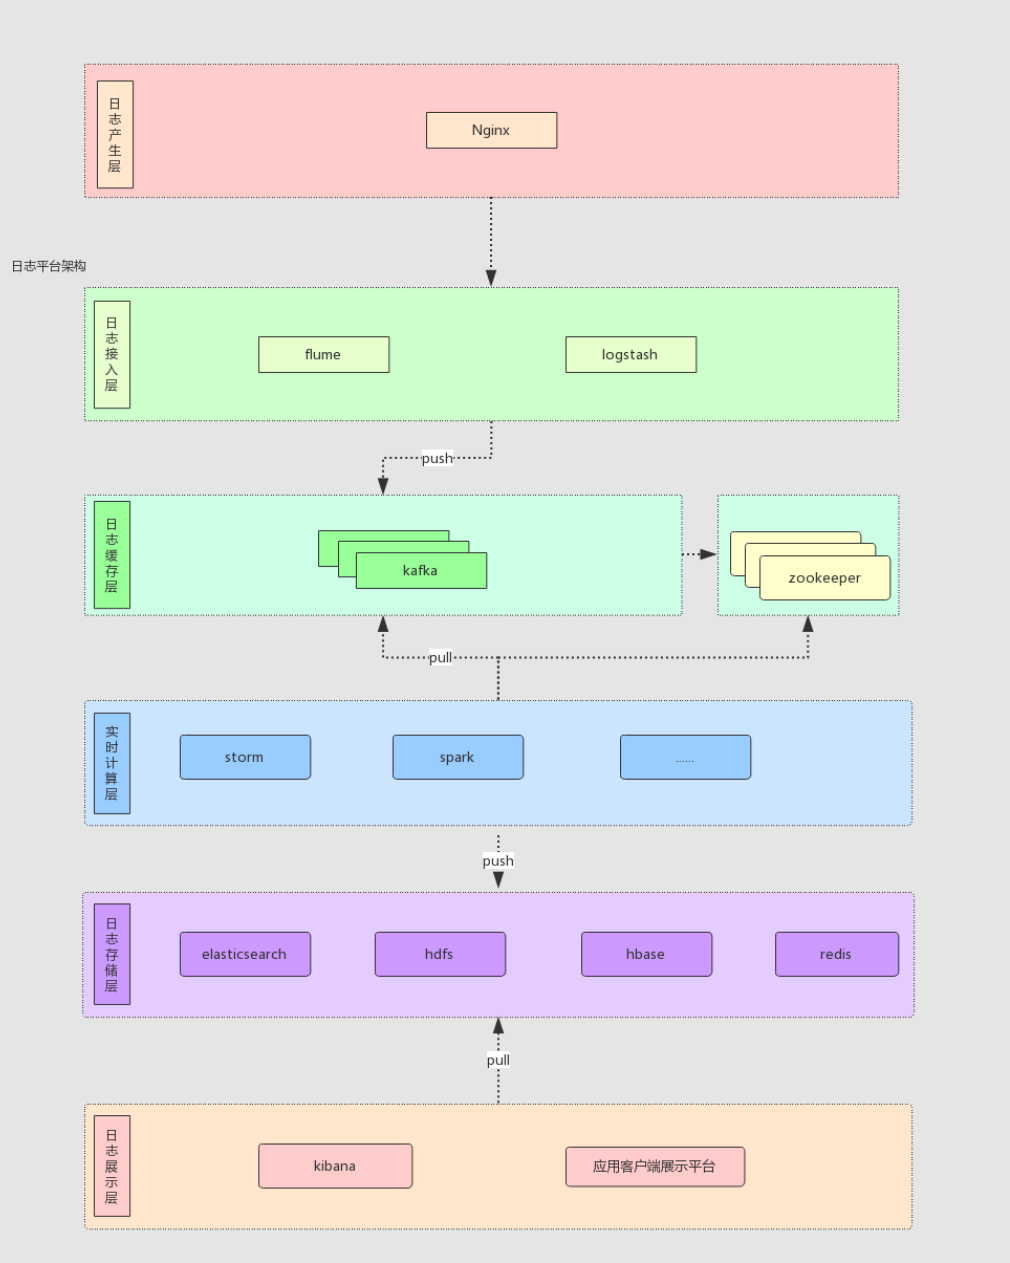 日志产生层
Nginx
日志平台架构
日志接入层
flume
logstash
push
日志缓存层
kafka
zookeeper
pull
实时计算层
storm
spark
......
push
日志存储层
elasticsearch
hdfs
hbase
redis
pull
日志展示层
kibana
应用客户端展示平台